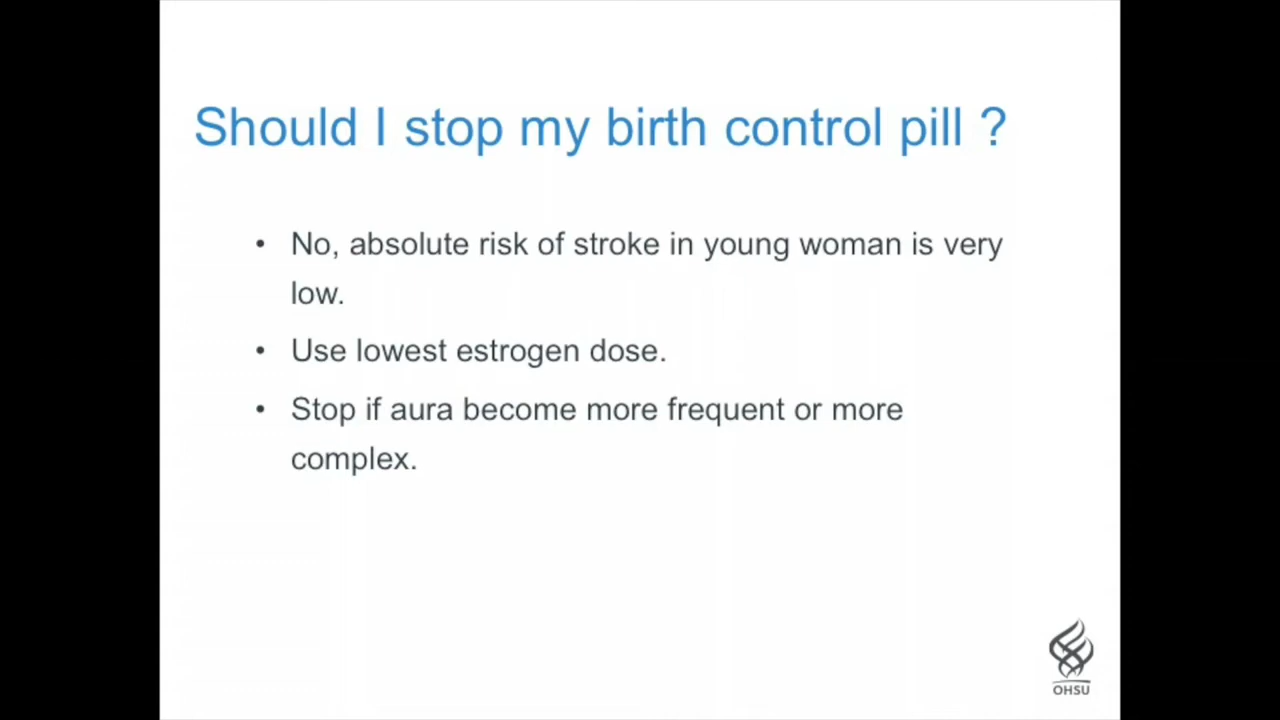 Should I stop my birth control pill ?
• No, absolute risk of stroke in young woman is very
low.
• Use lowest estrogen dose.
• Stop if aura become more frequent or more
complex.
OHSU